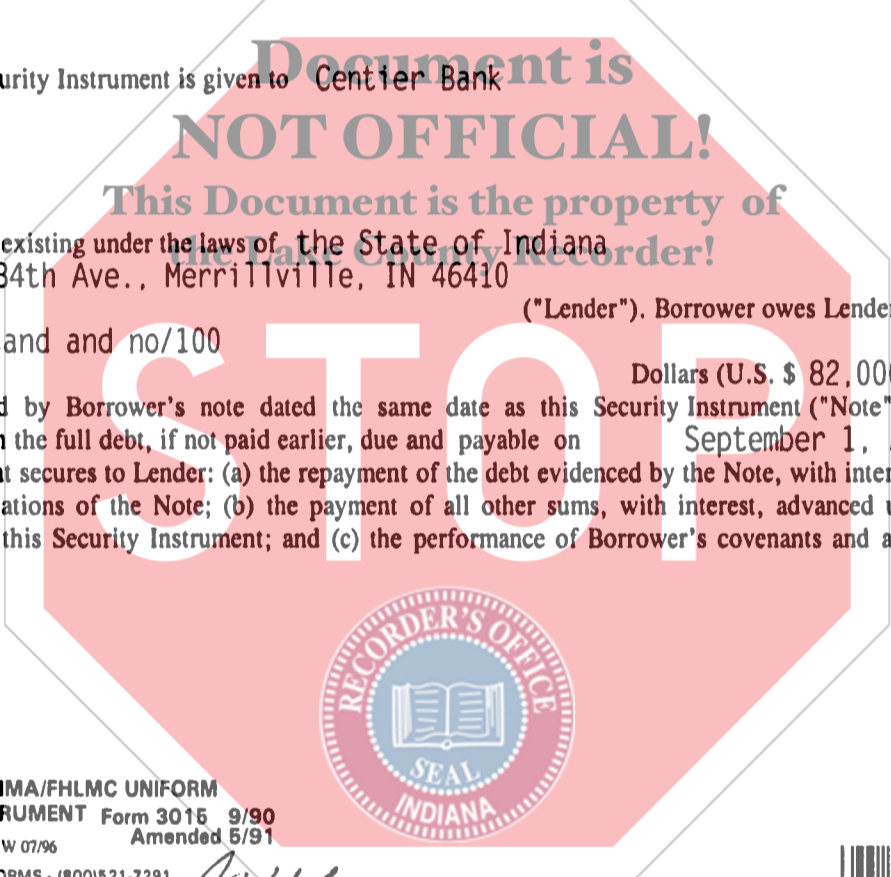 Document is
urity Instrument is given to Centier Bank
NOT OFFICIAL!
This Document is the property of
existing under the laws of the State of Indiana
the Lake County Recorder!
34th Ave., Merrillville, IN 46410
("Lender"). Borrower owes Lende
and and no/100
Dollars (U.S. $ 82,00
d by Borrower's note dated the same date as this Security Instrument ("Note"
the full debt, if not paid earlier, due and payable on September 1,
t secures to Lender: (a) the repayment of the debt evidenced by the Note, with inter
ations of the Note; (b) the payment of all other sums, with interest, advanced
this Security Instrument; and (c) the performance of Borrower's covenants and a
STOP
RECORDER'S OFFICE
SEAL
INDIANA
MA/FHLMC UNIFORM
RUMENT Form 3015 9/90
Amended 5/91
W 07/96
ORMS - (800)521-7291